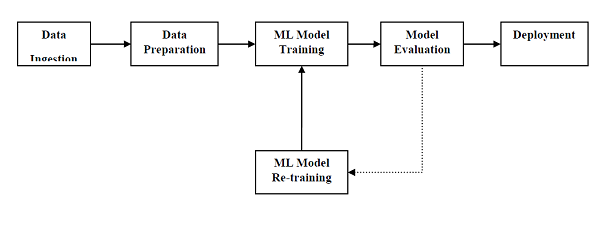 Data
Ingestion
Data
Preparation
ML Model
Training
Model
Evaluation
Deployment
ML Model
Re-training